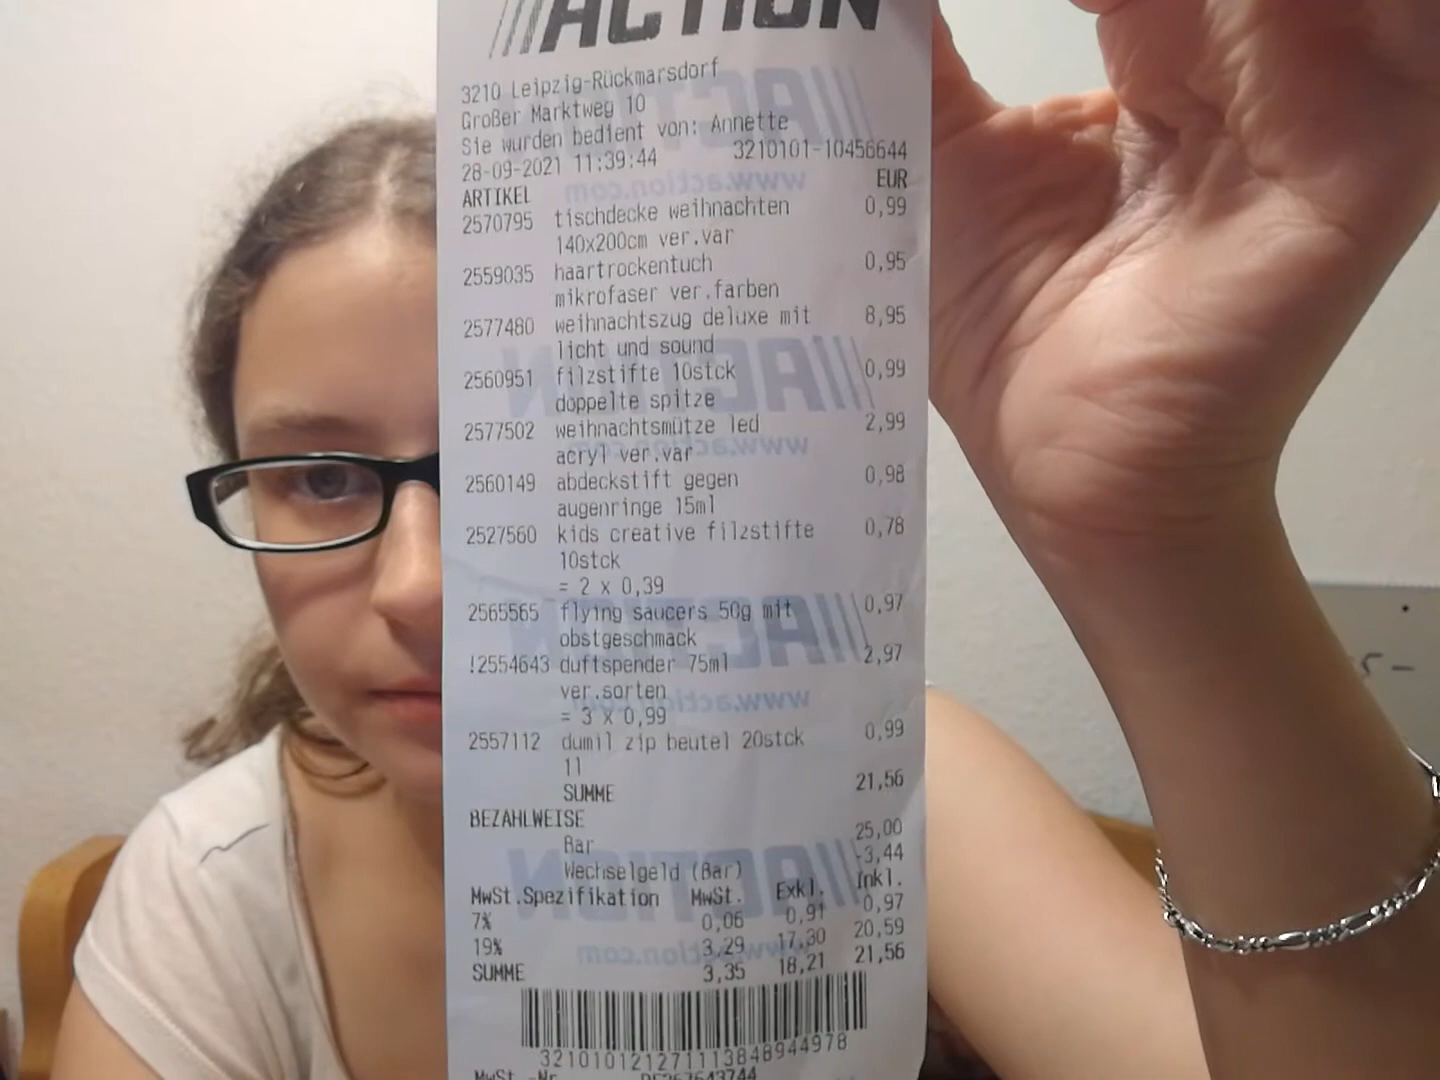 ACTION
3210 Leipzig-Rückmarsdorf
Großer Marktweg 10
Sie wurden bedient von: Annette
28-09-2021 11:39:44 3210101-10456644
ARTIKEL EUR
2570795 tischdecke weihnachten 0,99
140x200cm ver.var
2559035 haartrockentuch 0,95
mikrofaser ver.farben
2577480 weihnachtszug deluxe mit 8,95
licht und sound
2560951 filzstifte 10stck 0,99
doppelte spitze
2577502 weihnachtsmütze led 2,99
acryl ver.var
2560149 abdeckstift gegen 0,98
augenringe 15ml
2527560 kids creative filzstifte 0,78
10stck
= 2 x 0,39
2565565 flying saucers 50g mit 0,97
obstgeschmack
!2554643 duftspender 75ml 2,97
ver.sorten
= 3 x 0,99
2557112 dumil zip beutel 20stck 0,99
1l
SUMME 21,56
BEZAHLWEISE
Bar 25,00
Wechselgeld (Bar) -3,44
MwSt.Spezifikation MwSt. Exkl. Inkl.
7% 0,06 0,91 0,97
19% 3,29 17,30 20,59
SUMME 3,35 18,21 21,56
3210101212711113848944978
MwSt.-Nr DE267643744